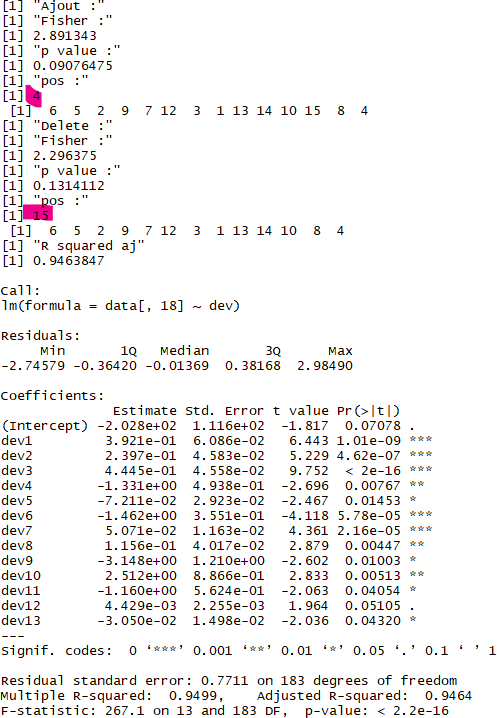 [1] "Ajout :"
[1] "Fisher :"
[1] 2.891343
[1] "p value :"
[1] 0.09076475
[1] "pos :"
[1] 4
[1] 6 5 2 9 7 12 3 1 13 14 10 15 8 4
[1] "Delete :"
[1] "Fisher :"
[1] 2.296375
[1] "p value :"
[1] 0.1314112
[1] "pos :"
[1] 15
[1] 6 5 2 9 7 12 3 1 13 14 10 8 4
[1] "R squared aj"
[1] 0.9463847
Call:
lm(formula = data[, 18] ~ dev)
Residuals:
Min 1Q Median 3Q Max
-2.74579 -0.36420 -0.01369 0.38168 2.98490
Coefficients:
Estimate Std. Error t value Pr(>|t|)
(Intercept) -2.028e+02 1.116e+02 -1.817 0.07078 .
dev1 3.921e-01 6.086e-02 6.443 1.01e-09 ***
dev2 2.397e-01 4.583e-02 5.229 4.62e-07 ***
dev3 4.445e-01 4.558e-02 9.752 < 2e-16 ***
dev4 -1.331e+00 4.938e-01 -2.696 0.00767 **
dev5 -7.211e-02 2.923e-02 -2.467 0.01453 *
dev6 -1.462e+00 3.551e-01 -4.118 5.78e-05 ***
dev7 5.071e-02 1.163e-02 4.361 2.16e-05 ***
dev8 1.156e-01 4.017e-02 2.879 0.00447 **
dev9 -3.148e+00 1.210e+00 -2.602 0.01003 *
dev10 2.512e+00 8.866e-01 2.833 0.00513 **
dev11 -1.160e+00 5.624e-01 -2.063 0.04054 *
dev12 4.429e-03 2.255e-03 1.964 0.05105 .
dev13 -3.050e-02 1.498e-02 -2.036 0.04320 *
---
Signif. codes: 0 ‘***’ 0.001 ‘**’ 0.01 ‘*’ 0.05 ‘.’ 0.1 ‘ ’ 1
Residual standard error: 0.7711 on 183 degrees of freedom
Multiple R-squared: 0.9499, Adjusted R-squared: 0.9464
F-statistic: 267.1 on 13 and 183 DF, p-value: < 2.2e-16